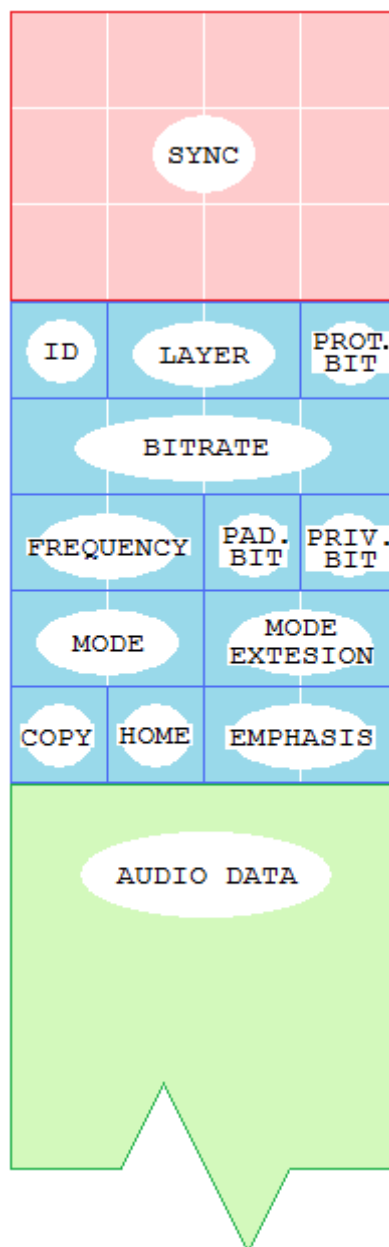 SYNC
ID
LAYER
PROT.
BIT
BITRATE
FREQUENCY
PAD.
BIT
PRIV.
BIT
MODE
MODE
EXTESION
COPY
HOME
EMPHASIS
AUDIO DATA